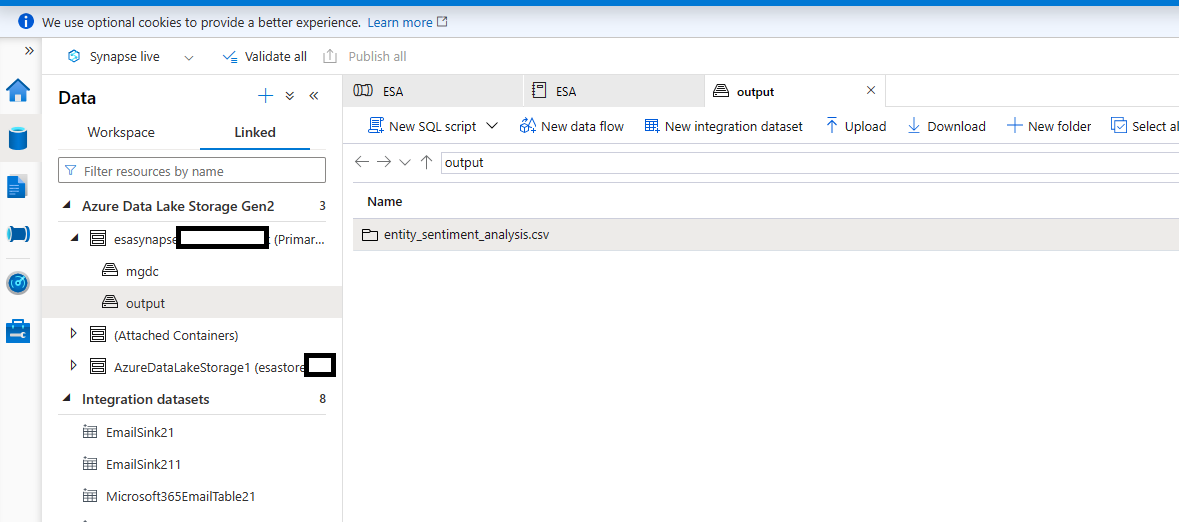 We use optional cookies to provide a better experience. Learn more
Synapse live Validate all Publish all
Data
Workspace Linked
Filter resources by name
Azure Data Lake Storage Gen2 3
esasynapse (Primar...
mgdc
output
(Attached Containers)
AzureDataLakeStorage1 (esastore
Integration datasets 8
EmailSink21
EmailSink211
Microsoft365EmailTable21
ESA ESA output
New SQL script New data flow New integration dataset Upload Download New folder Select al
output
Name
entity_sentiment_analysis.csv